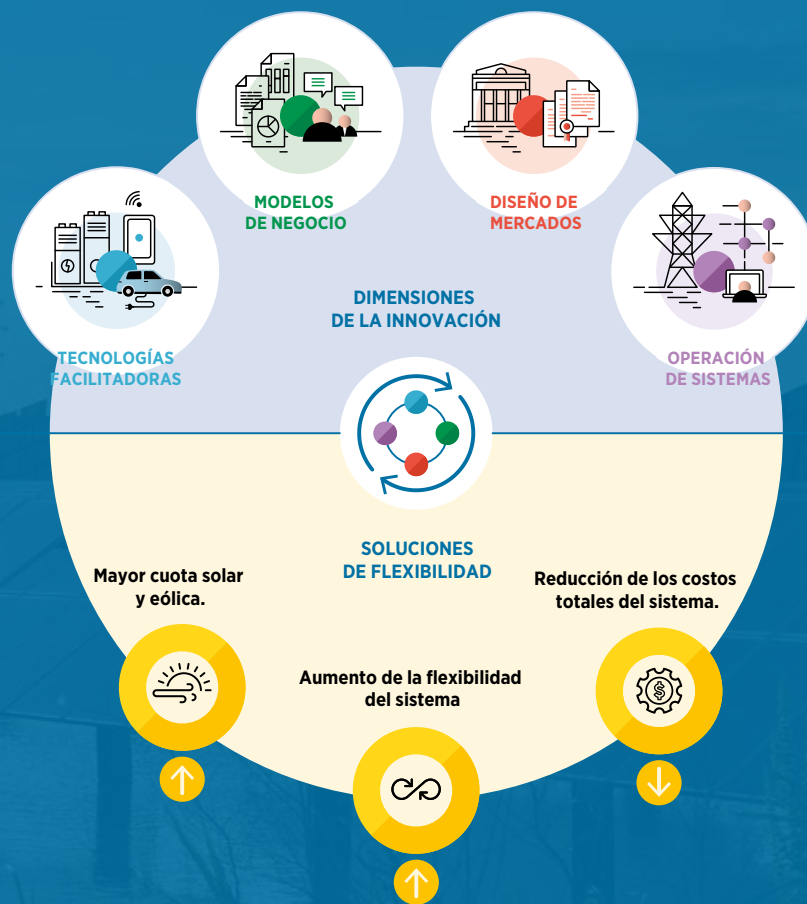 MODELOS
DE NEGOCIO
DISEÑO DE
MERCADOS
TECNOLOGÍAS
FACILITADORAS
DIMENSIONES
DE LA INNOVACIÓN
OPERACIÓN
DE SISTEMAS
SOLUCIONES
DE FLEXIBILIDAD
Mayor cuota solar
y eólica.
Aumento de la flexibilidad
del sistema
Reducción de los costos
totales del sistema.
$